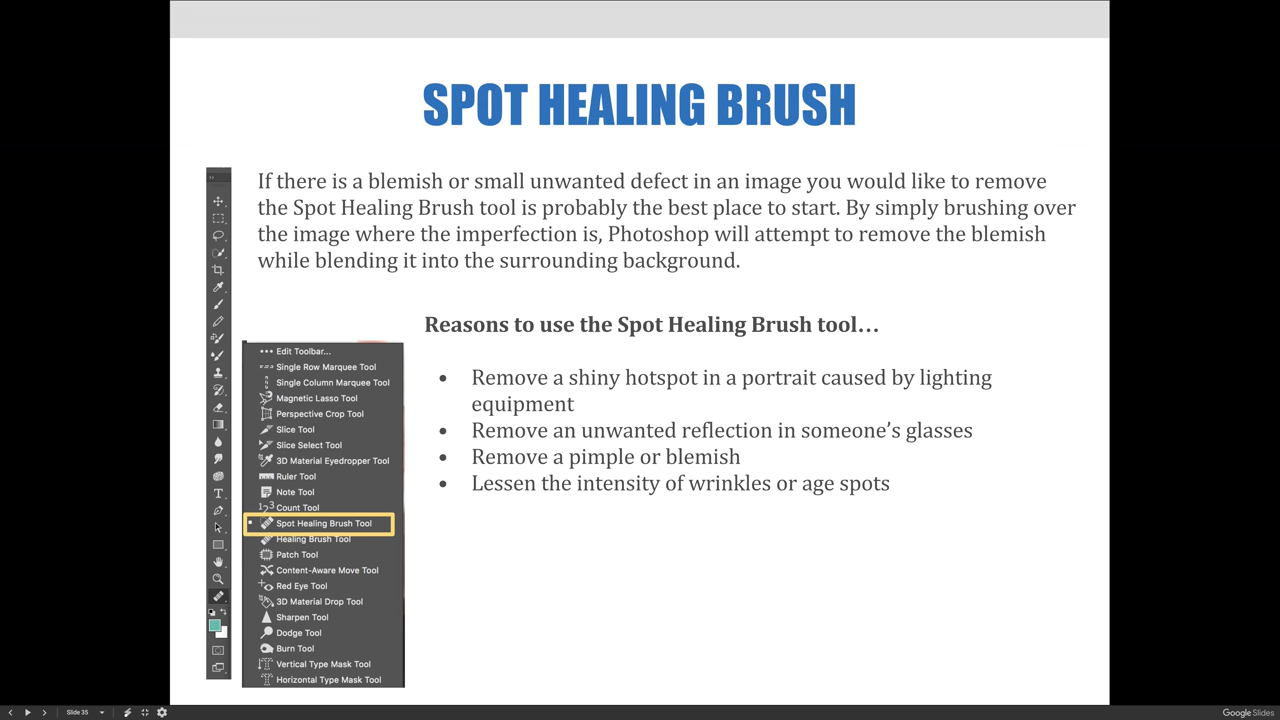 SPOT HEALING BRUSH
If there is a blemish or small unwanted defect in an image you would like to remove
the Spot Healing Brush tool is probably the best place to start. By simply brushing over
the image where the imperfection is, Photoshop will attempt to remove the blemish
while blending it into the surrounding background.
Reasons to use the Spot Healing Brush tool…
• Remove a shiny hotspot in a portrait caused by lighting
equipment
• Remove an unwanted reflection in someone’s glasses
• Remove a pimple or blemish
• Lessen the intensity of wrinkles or age spots
Edit Toolbar...
Single Row Marquee Tool
Single Column Marquee Tool
Magnetic Lasso Tool
Perspective Crop Tool
Slice Tool
Slice Select Tool
3D Material Eyedropper Tool
Ruler Tool
Note Tool
Count Tool
Spot Healing Brush Tool
Healing Brush Tool
Patch Tool
Content-Aware Move Tool
Red Eye Tool
3D Material Drop Tool
Sharpen Tool
Dodge Tool
Burn Tool
Vertical Type Mask Tool
Horizontal Type Mask Tool
Slide 35
Google Slides